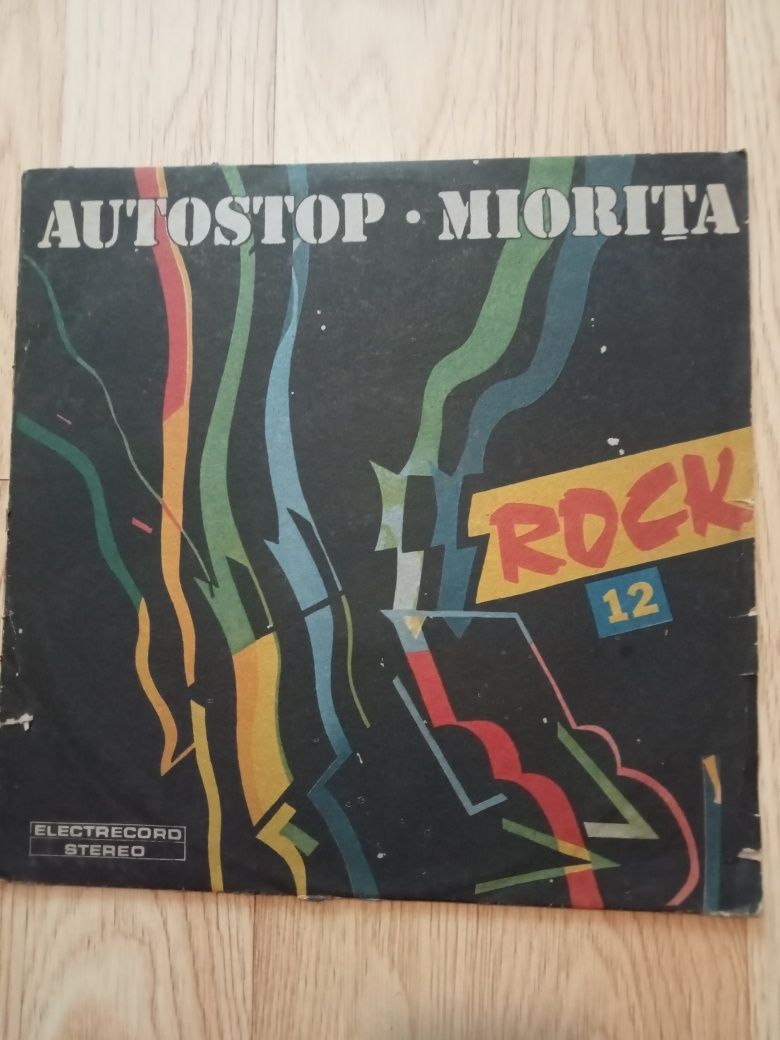 AUTOSTOP · MIORIȚA
ROCK
12
ELECTRECORD
STEREO